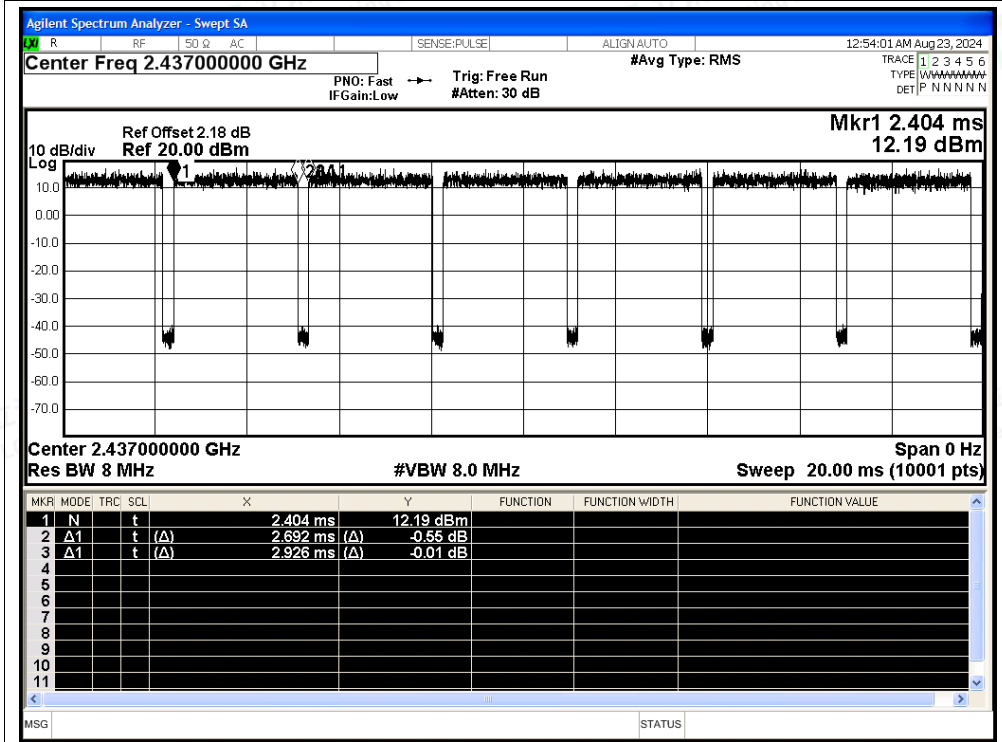 Agilent Spectrum Analyzer - Swept SA
LXI R RF 50 Ω AC SENSE:PULSE ALIGN AUTO 12:54:01 AM Aug 23, 2024
Center Freq 2.437000000 GHz #Avg Type: RMS TRACE 1 2 3 4 5 6
PNO: Fast Trig: Free Run TYPE
IFGain:Low #Atten: 30 dB DET P N N N N N
Mkr1 2.404 ms
Ref Offset 2.18 dB
10 dB/div Ref 20.00 dBm 12.19 dBm
Log
1
10.0
0.00
-10.0
-20.0
-30.0
-40.0
-50.0
-60.0
-70.0
Center 2.437000000 GHz Span 0 Hz
Res BW 8 MHz #VBW 8.0 MHz Sweep 20.00 ms (10001 pts)
MKR MODE TRC SCL X Y FUNCTION FUNCTION WIDTH FUNCTION VALUE
1 N t 2.404 ms 12.19 dBm
2 Δ1 t (Δ) 2.692 ms (Δ) -0.55 dB
3 Δ1 t (Δ) 2.926 ms (Δ) -0.01 dB
4
5
6
7
8
9
10
11
MSG STATUS